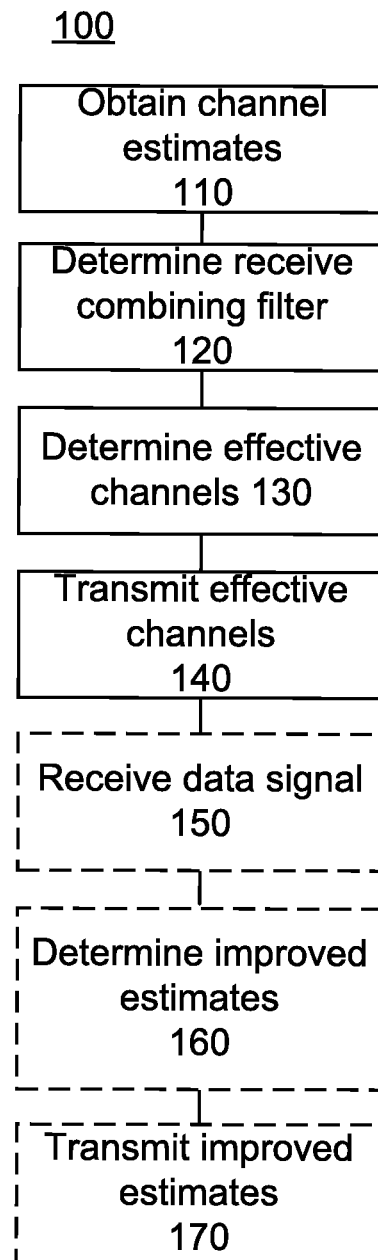 100
Obtain channel
estimates
110
Determine receive
combining filter
120
Determine effective
channels 130
Transmit effective
channels
140
Receive data signal
150
Determine improved
estimates
160
Transmit improved
estimates
170